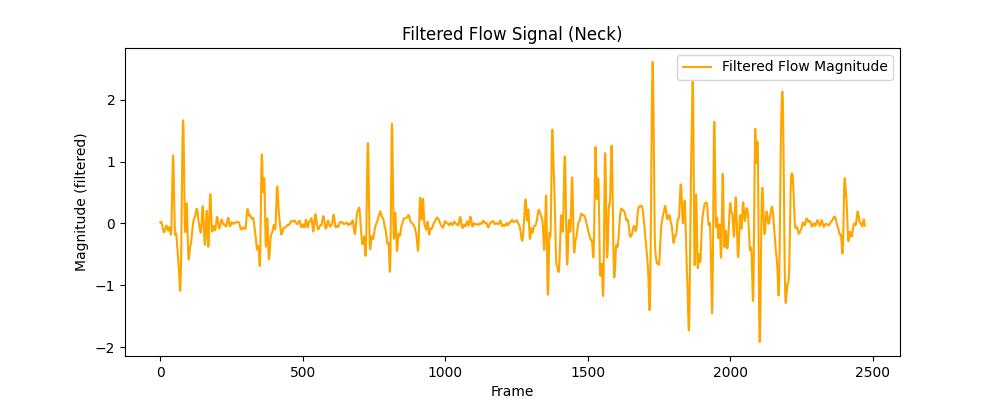 Filtered Flow Signal (Neck)
Filtered Flow Magnitude
Magnitude (filtered)
2
1
0
−1
−2
0 500 1000 1500 2000 2500
Frame